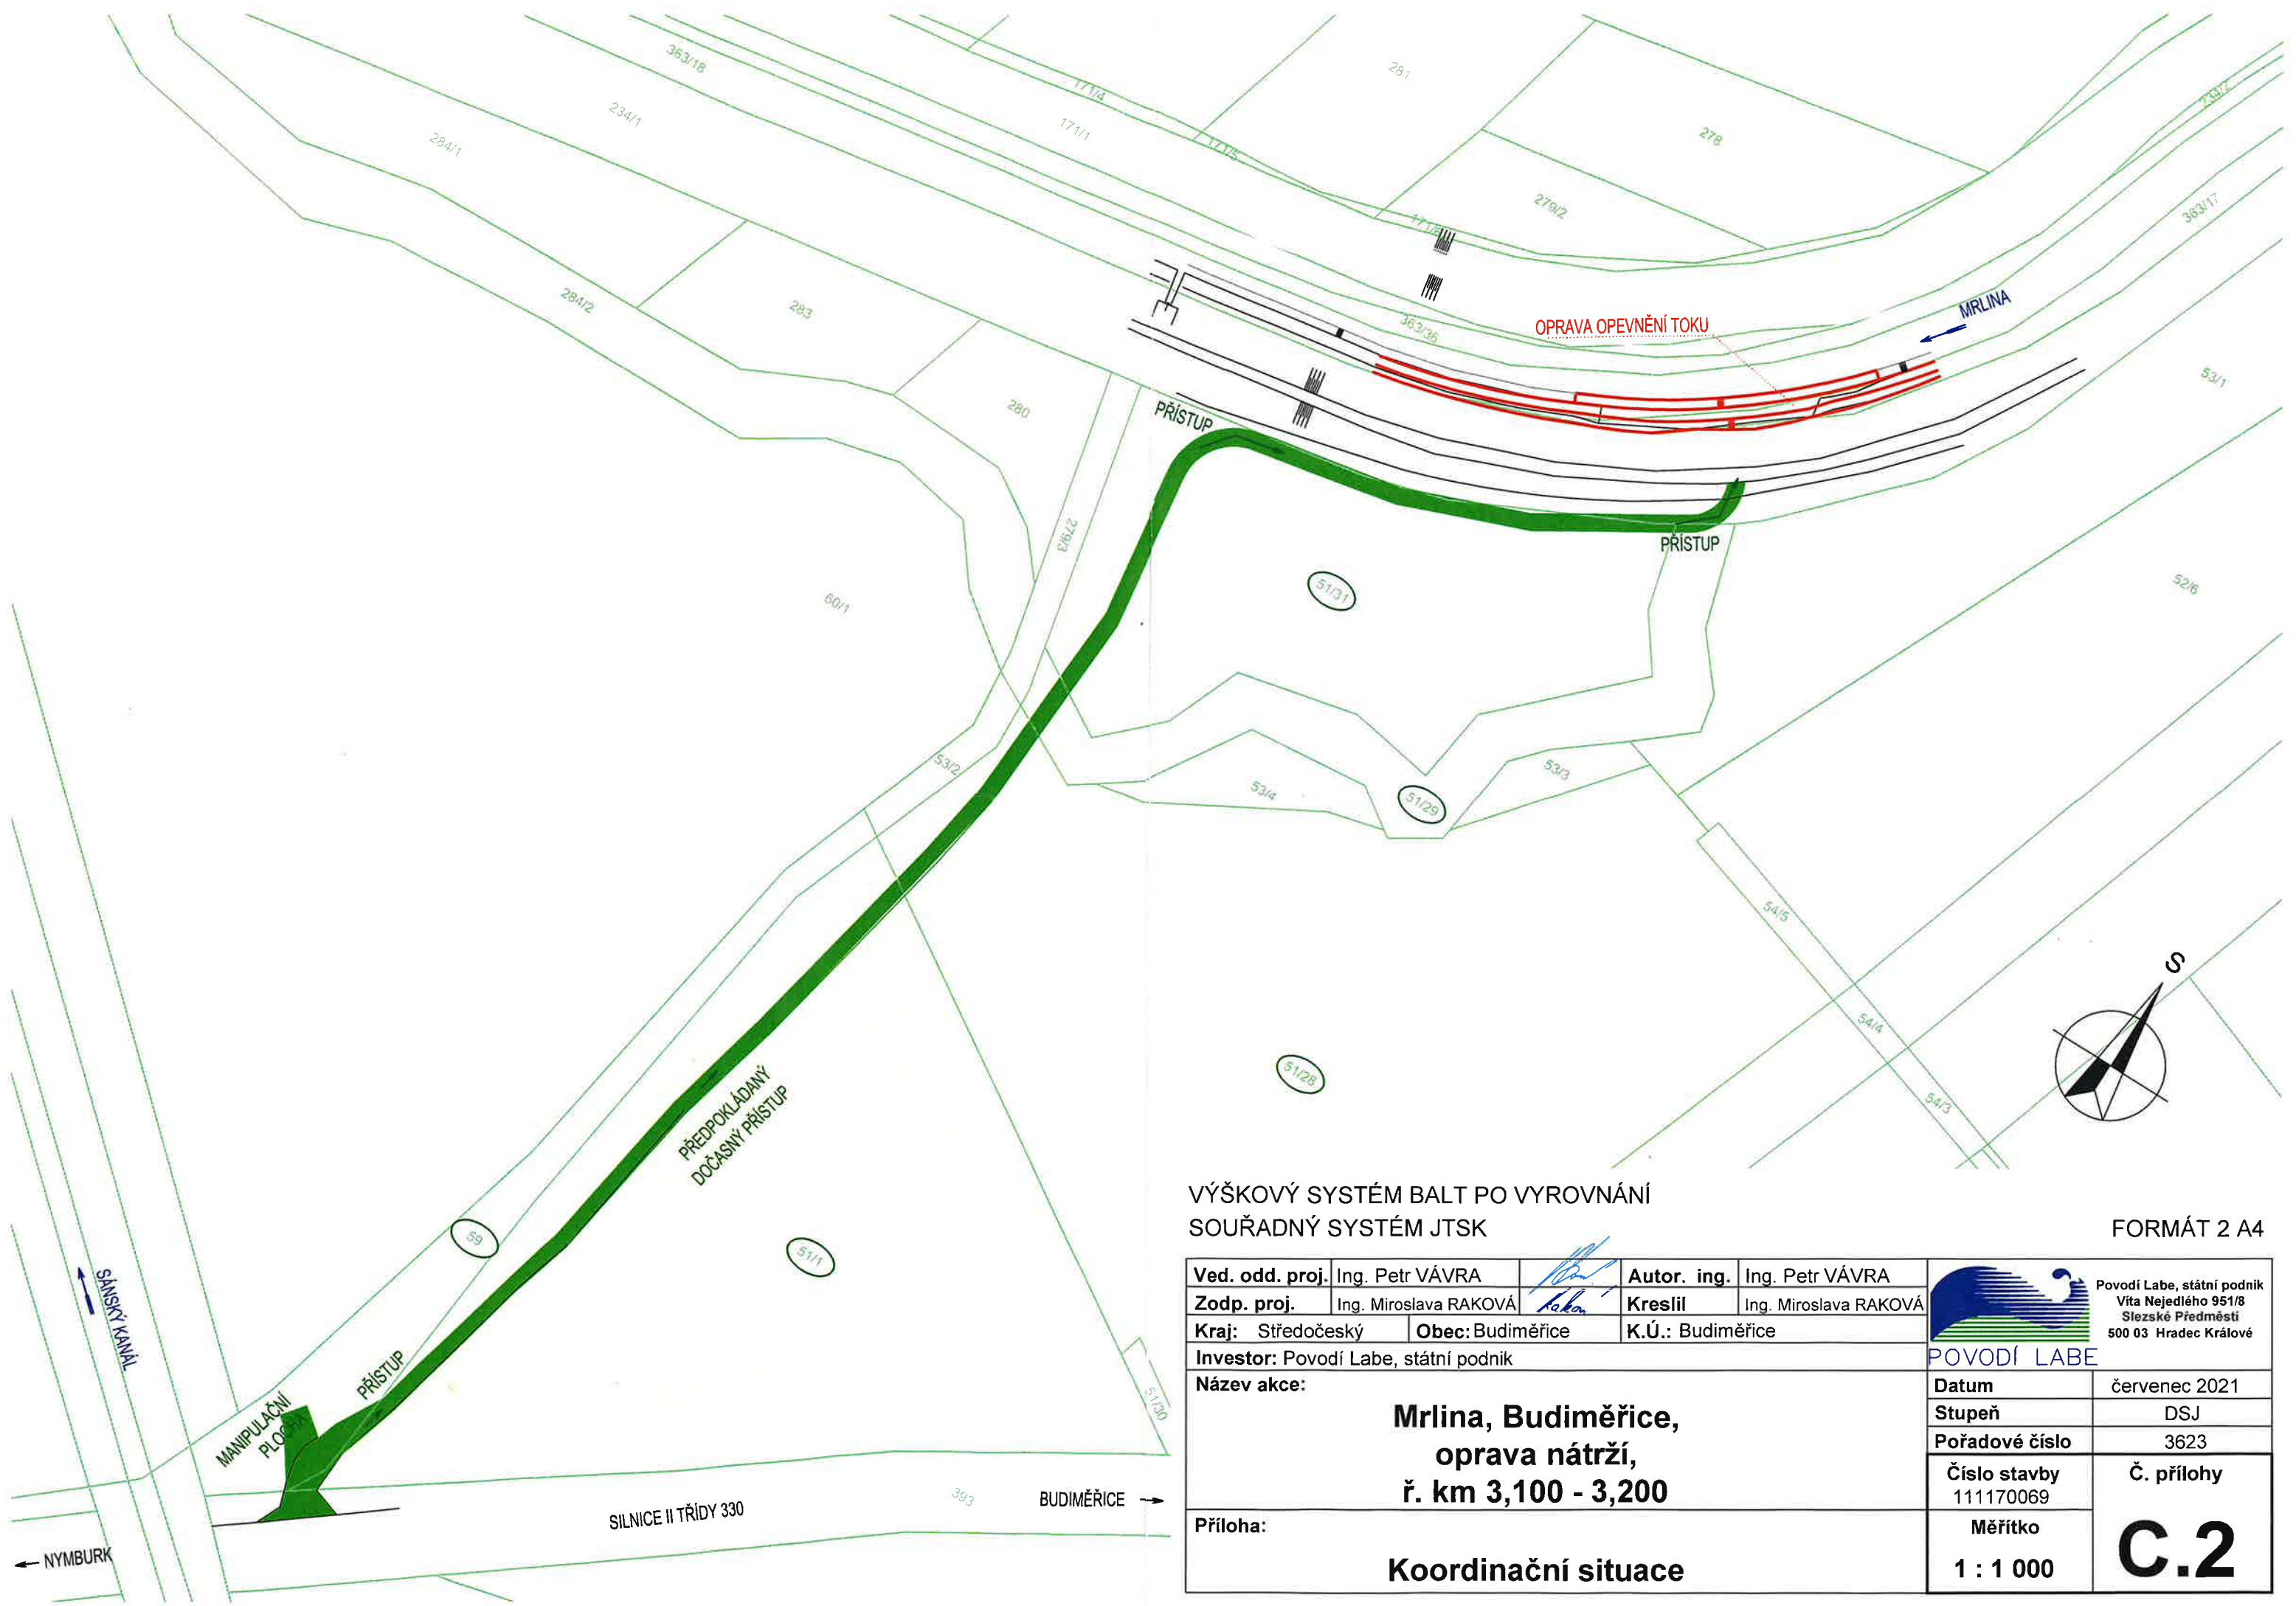 363/18
234/1
284/1
171/4
171/1
171/5
281
278
279/2
171/6
234/2
363/17
284/2
283
280
363/36
OPRAVA OPEVNĚNÍ TOKU
MRLINA
53/1
PŘÍSTUP
279/3
PŘÍSTUP
60/1
51/31
52/6
53/2
53/4
53/3
51/29
54/5
S
54/4
54/3
51/28
PŘEDPOKLÁDANÝ
DOČASNÝ PŘÍSTUP
59
51/1
SÁNSKÝ KANÁL
PŘÍSTUP
MANIPULAČNÍ
PLOCHA
51/30
393
SILNICE II TŘÍDY 330
BUDIMĚŘICE
NYMBURK
VÝŠKOVÝ SYSTÉM BALT PO VYROVNÁNÍ
SOUŘADNÝ SYSTÉM JTSK
FORMÁT 2 A4
Ved. odd. proj. Ing. Petr VÁVRA Autor. ing. Ing. Petr VÁVRA
Zodp. proj. Ing. Miroslava RAKOVÁ Kreslil Ing. Miroslava RAKOVÁ
Kraj: Středočeský Obec: Budiměřice K.Ú.: Budiměřice
Investor: Povodí Labe, státní podnik
POVODÍ LABE
Povodí Labe, státní podnik
Víta Nejedlého 951/8
Slezské Předměstí
500 03 Hradec Králové
Název akce:
Mrlina, Budiměřice,
oprava nátrží,
ř. km 3,100 - 3,200
Datum červenec 2021
Stupeň DSJ
Pořadové číslo 3623
Číslo stavby
111170069
Č. přílohy
C.2
Příloha:
Koordinační situace
Měřítko
1 : 1 000